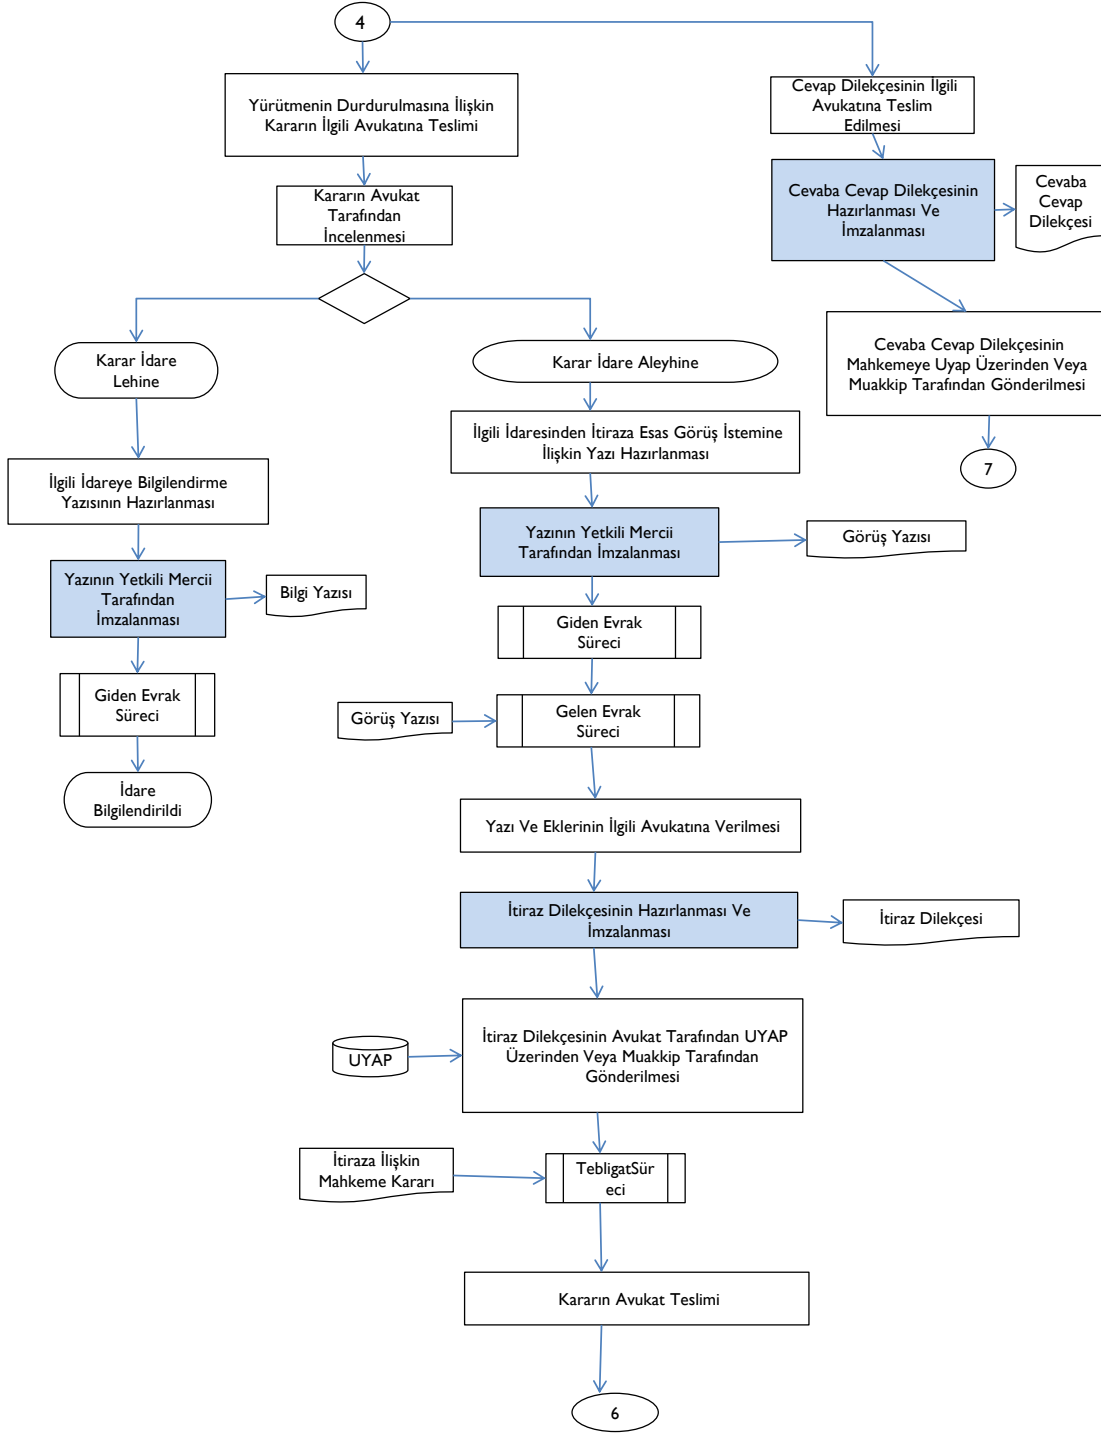 4
Yürütmenin Durdurulmasına İlişkin
Kararın İlgili Avukatına Teslimi
Kararın Avukat
Tarafından
İncelenmesi
Karar İdare
Lehine
İlgili İdareye Bilgilendirme
Yazısının Hazırlanması
Yazının Yetkili Mercii
Tarafından
İmzalanması
Bilgi Yazısı
Giden Evrak
Süreci
İdare
Bilgilendirildi
Karar İdare Aleyhine
İlgili İdaresinden İtiraza Esas Görüş İstemine
İlişkin Yazı Hazırlanması
Yazının Yetkili Mercii
Tarafından İmzalanması
Görüş Yazısı
Giden Evrak
Süreci
Görüş Yazısı
Gelen Evrak
Süreci
Yazı Ve Eklerinin İlgili Avukatına Verilmesi
İtiraz Dilekçesinin Hazırlanması Ve
İmzalanması
İtiraz Dilekçesi
UYAP
İtiraz Dilekçesinin Avukat Tarafından UYAP
Üzerinden Veya Muakkip Tarafından
Gönderilmesi
İtiraza İlişkin
Mahkeme Kararı
TebligatSür
eci
Kararın Avukat Teslimi
6
Cevap Dilekçesinin İlgili
Avukatına Teslim
Edilmesi
Cevaba Cevap Dilekçesinin
Hazırlanması Ve
İmzalanması
Cevaba
Cevap
Dilekçesi
Cevaba Cevap Dilekçesinin
Mahkemeye Uyap Üzerinden Veya
Muakkip Tarafından Gönderilmesi
7